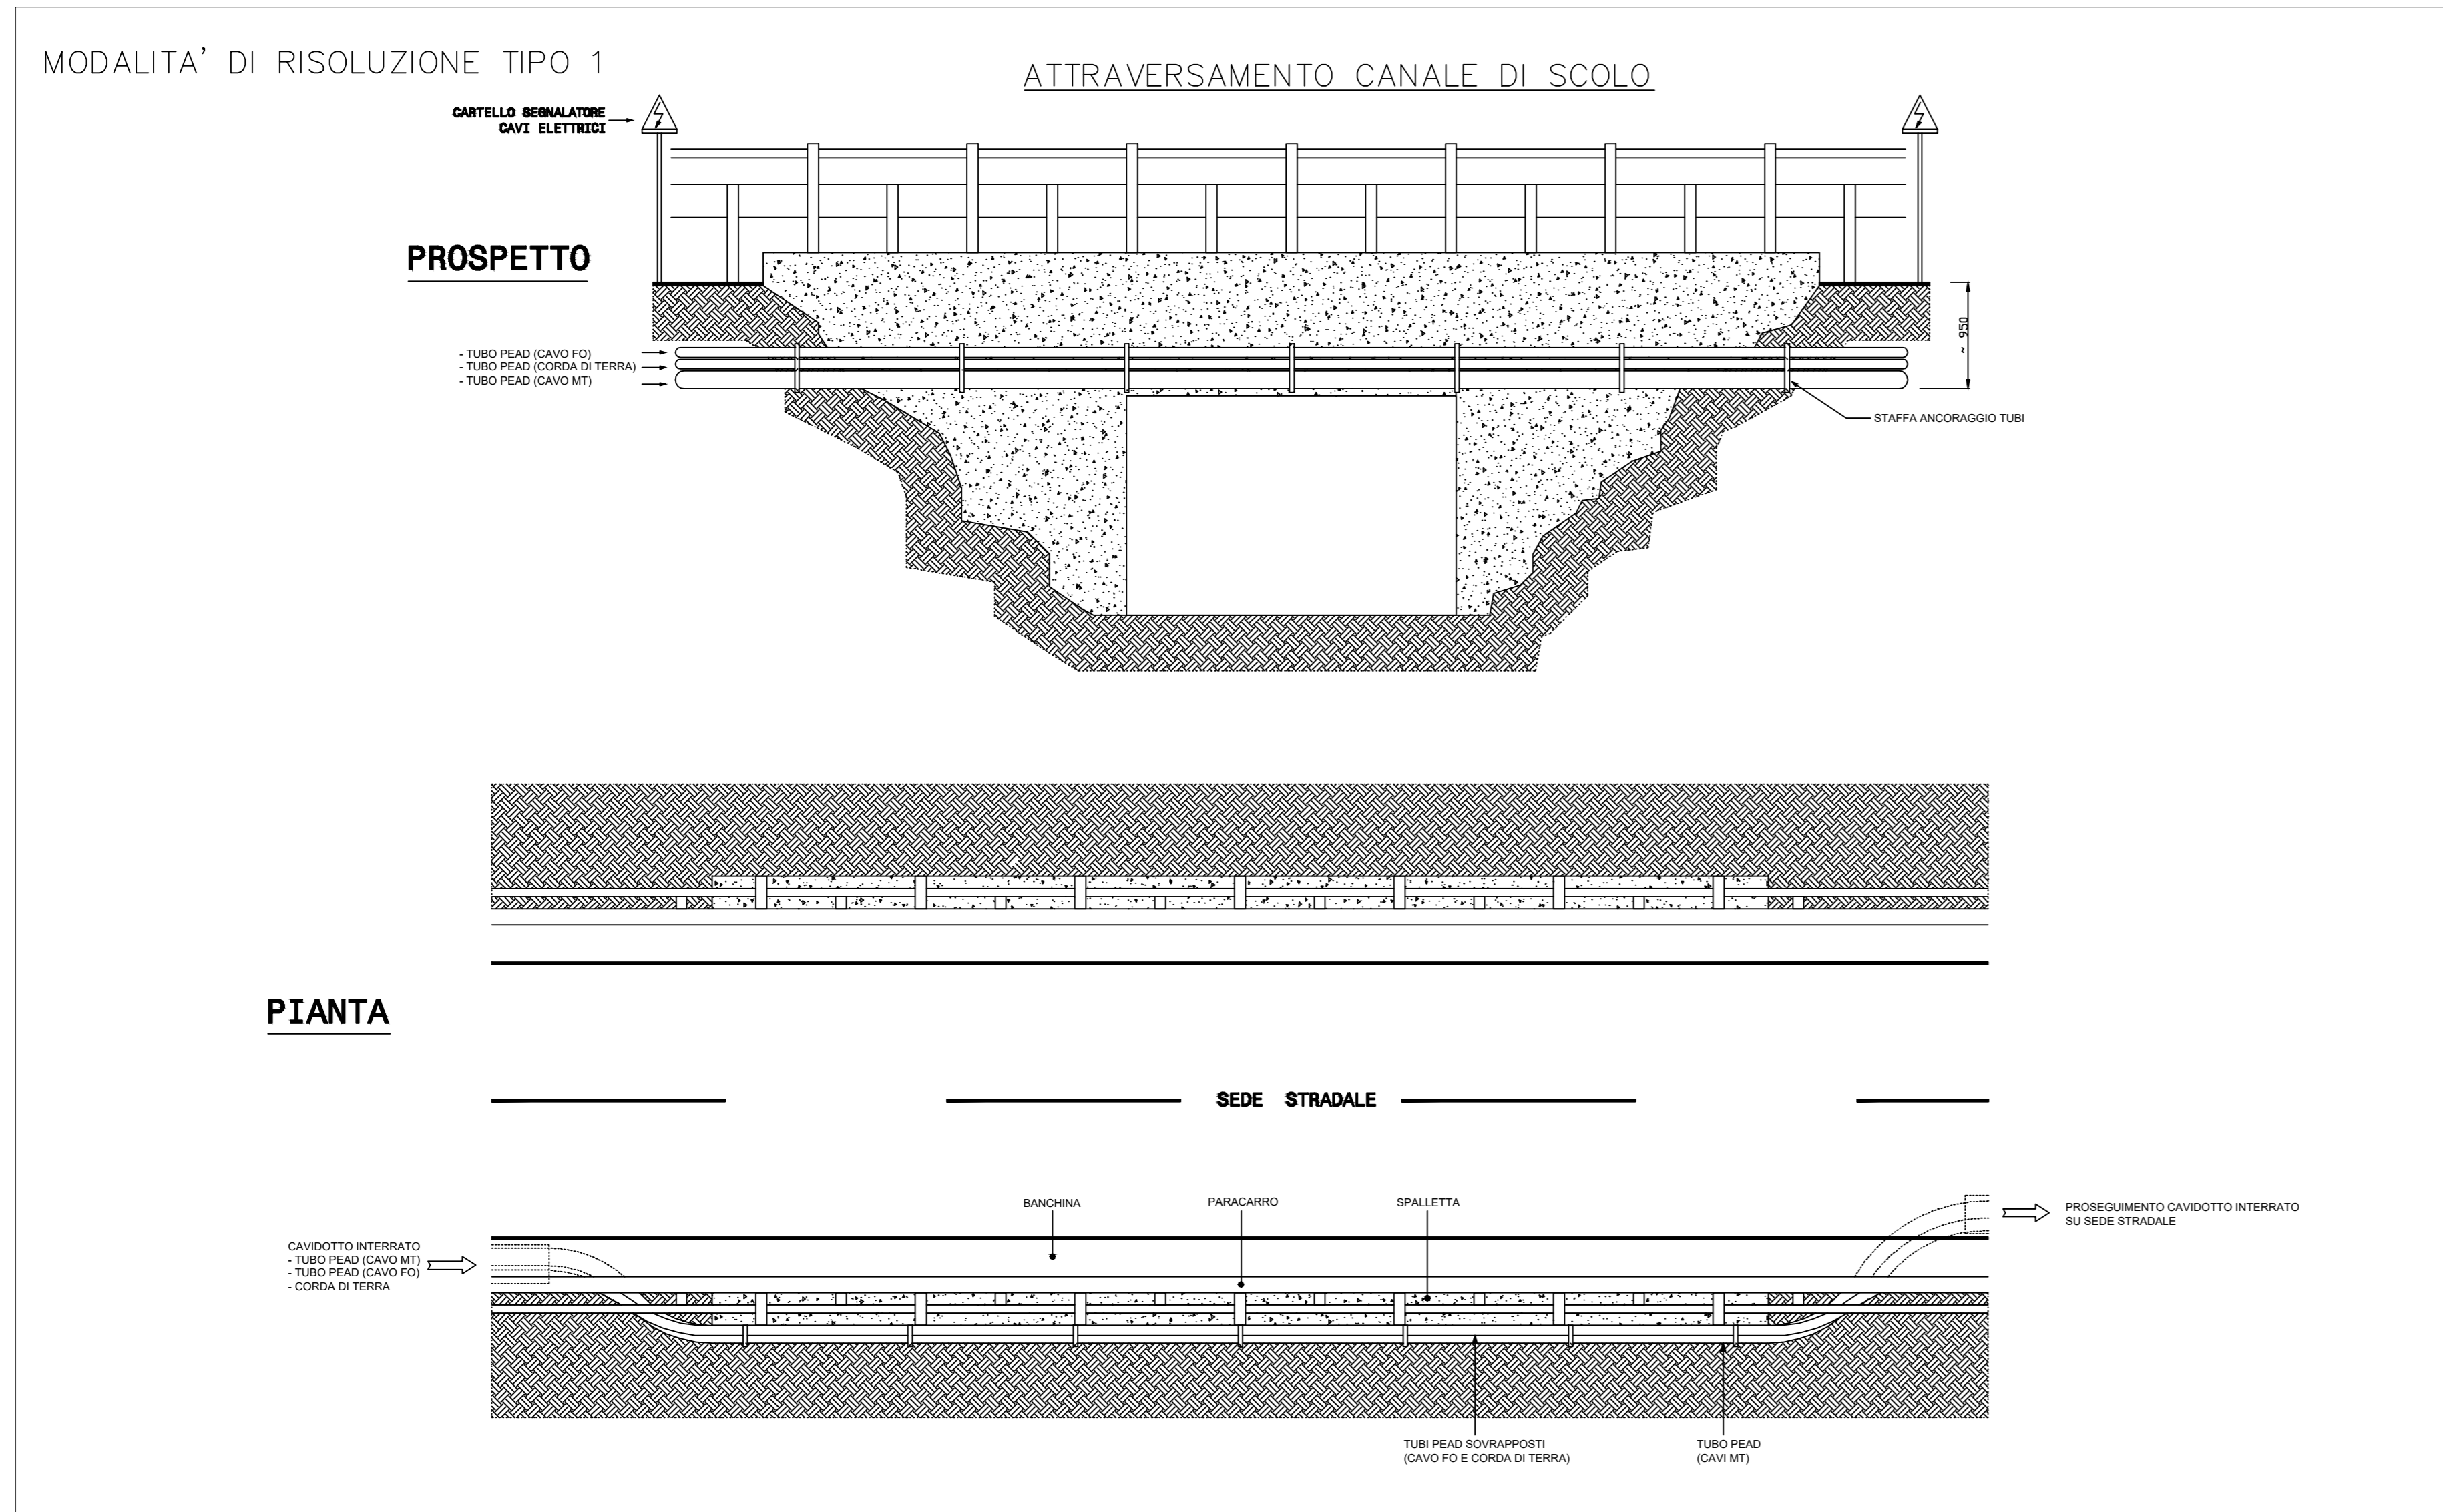 MODALITA' DI RISOLUZIONE TIPO 1
ATTRAVERSAMENTO CANALE DI SCOLO
CARTELLO SEGNALATORE
CAVI ELETTRICI
PROSPETTO
- TUBO PEAD (CAVO FO)
- TUBO PEAD (CORDA DI TERRA)
- TUBO PEAD (CAVO MT)
~ 950
STAFFA ANCORAGGIO TUBI
PIANTA
SEDE STRADALE
BANCHINA
PARACARRO
SPALLETTA
PROSEGUIMENTO CAVIDOTTO INTERRATO
SU SEDE STRADALE
CAVIDOTTO INTERRATO
- TUBO PEAD (CAVO MT)
- TUBO PEAD (CAVO FO)
- CORDA DI TERRA
TUBI PEAD SOVRAPPOSTI
(CAVO FO E CORDA DI TERRA)
TUBO PEAD
(CAVI MT)